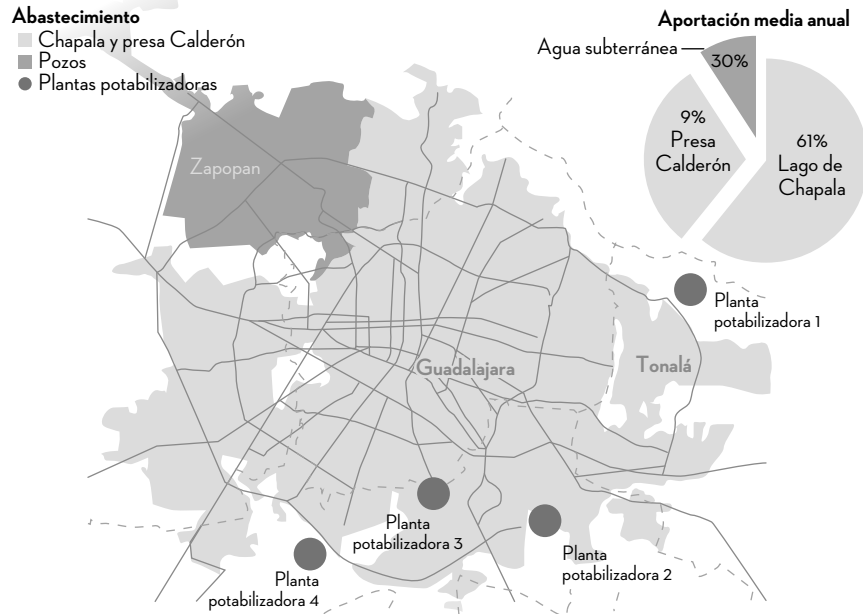 Abastecimiento
Chapala y presa Calderón
Pozos
Plantas potabilizadoras
Aportación media anual
Agua subterránea
30%
9%
Presa
Calderón
61%
Lago de
Chapala
Zapopan
Planta
potabilizadora 1
Guadalajara
Tonalá
Planta
potabilizadora 3
Planta
potabilizadora 2
Planta
potabilizadora 4